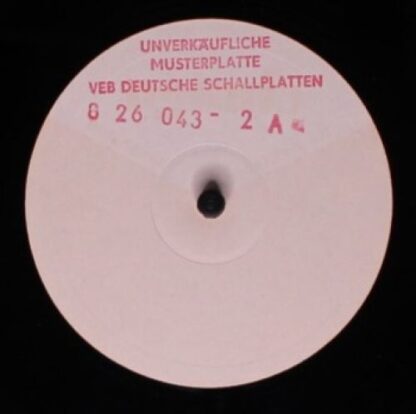 UNVERKÄUFLICHE
MUSTERPLATTE
VEB DEUTSCHE SCHALLPLATTEN
8 26 043 - 2 A